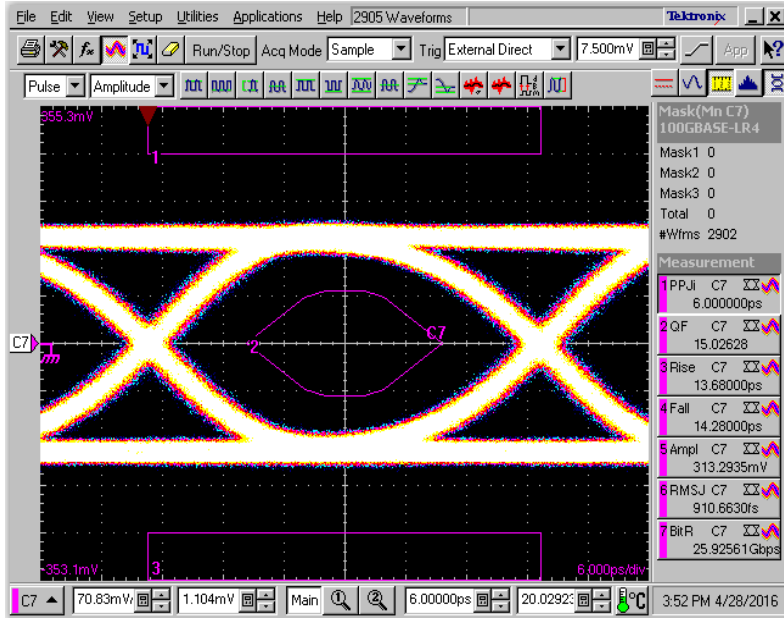 File Edit View Setup Utilities Applications Help 2905 Waveforms Tektronix
Run/Stop Acq Mode Sample Trig External Direct 7.500mV App
Pulse Amplitude
355.3mV
1
2
C7
3
-353.1mV
6.000ps/div
C7
Mask(Mn C7)
100GBASE-LR4
Mask1 0
Mask2 0
Mask3 0
Total 0
#Wfms 2902
Measurement
1 PPJi C7
6.000000ps
2 QF C7
15.02628
3 Rise C7
13.68000ps
4 Fall C7
14.28000ps
5 Ampl C7
313.2935mV
6 RMSJ C7
910.6630fs
7 BitR C7
25.92561Gbps
C7 70.83mV/ 1.104mV Main 1 2 6.00000ps 20.0292 °C 3:52 PM 4/28/2016